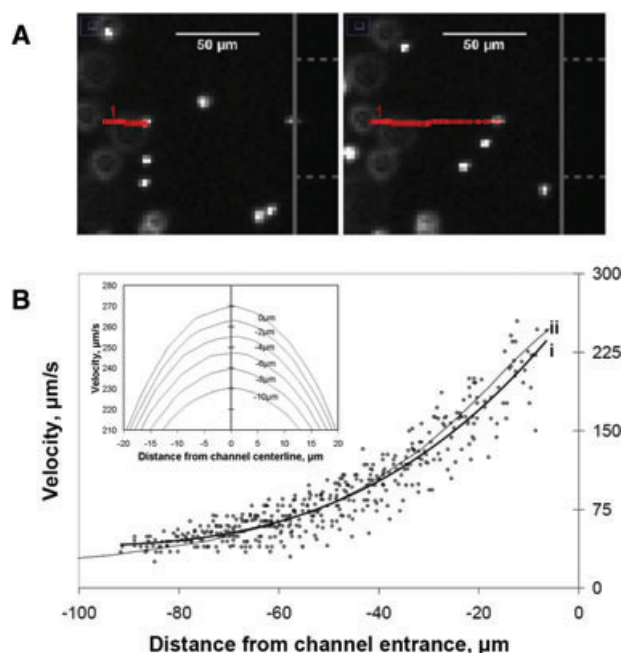 A
50 µm
1
50 µm
1
B
280
270
260
250
240
230
220
210
Velocity, µm/s
0µm
-2µm
-4µm
-6µm
-8µm
-10µm
-20 -15 -10 -5 0 5 10 15 20
Distance from channel centerline, µm
Velocity, µm/s
300
225
150
75
0
ii
i
-100 -80 -60 -40 -20 0
Distance from channel entrance, µm